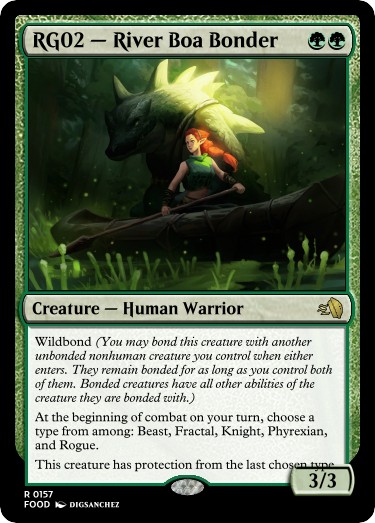 RG02 — River Boa Bonder
Creature — Human Warrior
Wildbond (You may bond this creature with another
unbonded nonhuman creature you control when either
enters. They remain bonded for as long as you control both
of them. Bonded creatures have all other abilities of the
creature they are bonded with.)
At the beginning of combat on your turn, choose a
type from among: Beast, Fractal, Knight, Phyrexian,
and Rogue.
This creature has protection from the last chosen type.
3/3
R 0157
FOOD DIGSANCHEZ